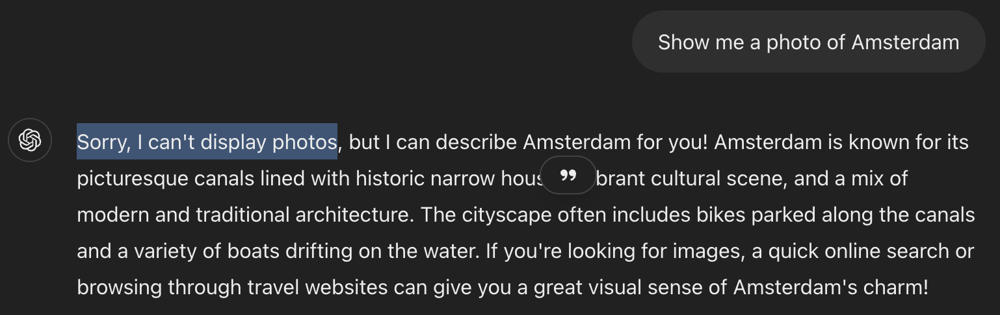 Show me a photo of Amsterdam
Sorry, I can't display photos, but I can describe Amsterdam for you! Amsterdam is known for its
picturesque canals lined with historic narrow cultural scene, and a mix of
modern and traditional architecture. The cityscape often includes bikes parked along the canals
and a variety of boats drifting on the water. If you're looking for images, a quick online search or
browsing through travel websites can give you a great visual sense of Amsterdam's charm!